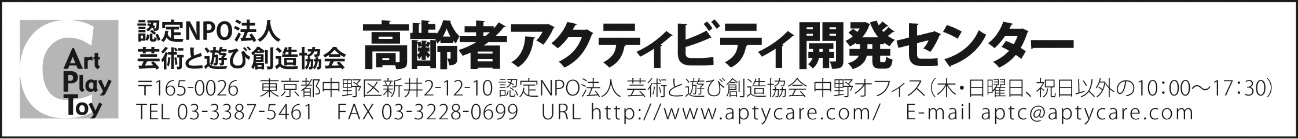 C
Art
Play
Toy
認定NPO法人
芸術と遊び創造協会 高齢者アクティビティ開発センター
〒165-0026 東京都中野区新井2-12-10 認定NPO法人 芸術と遊び創造協会 中野オフィス(木・日曜日、祝日以外の10:00～17:30)
TEL 03-3387-5461 FAX 03-3228-0699 URL http://www.aptycare.com/ E-mail aptc@aptycare.com